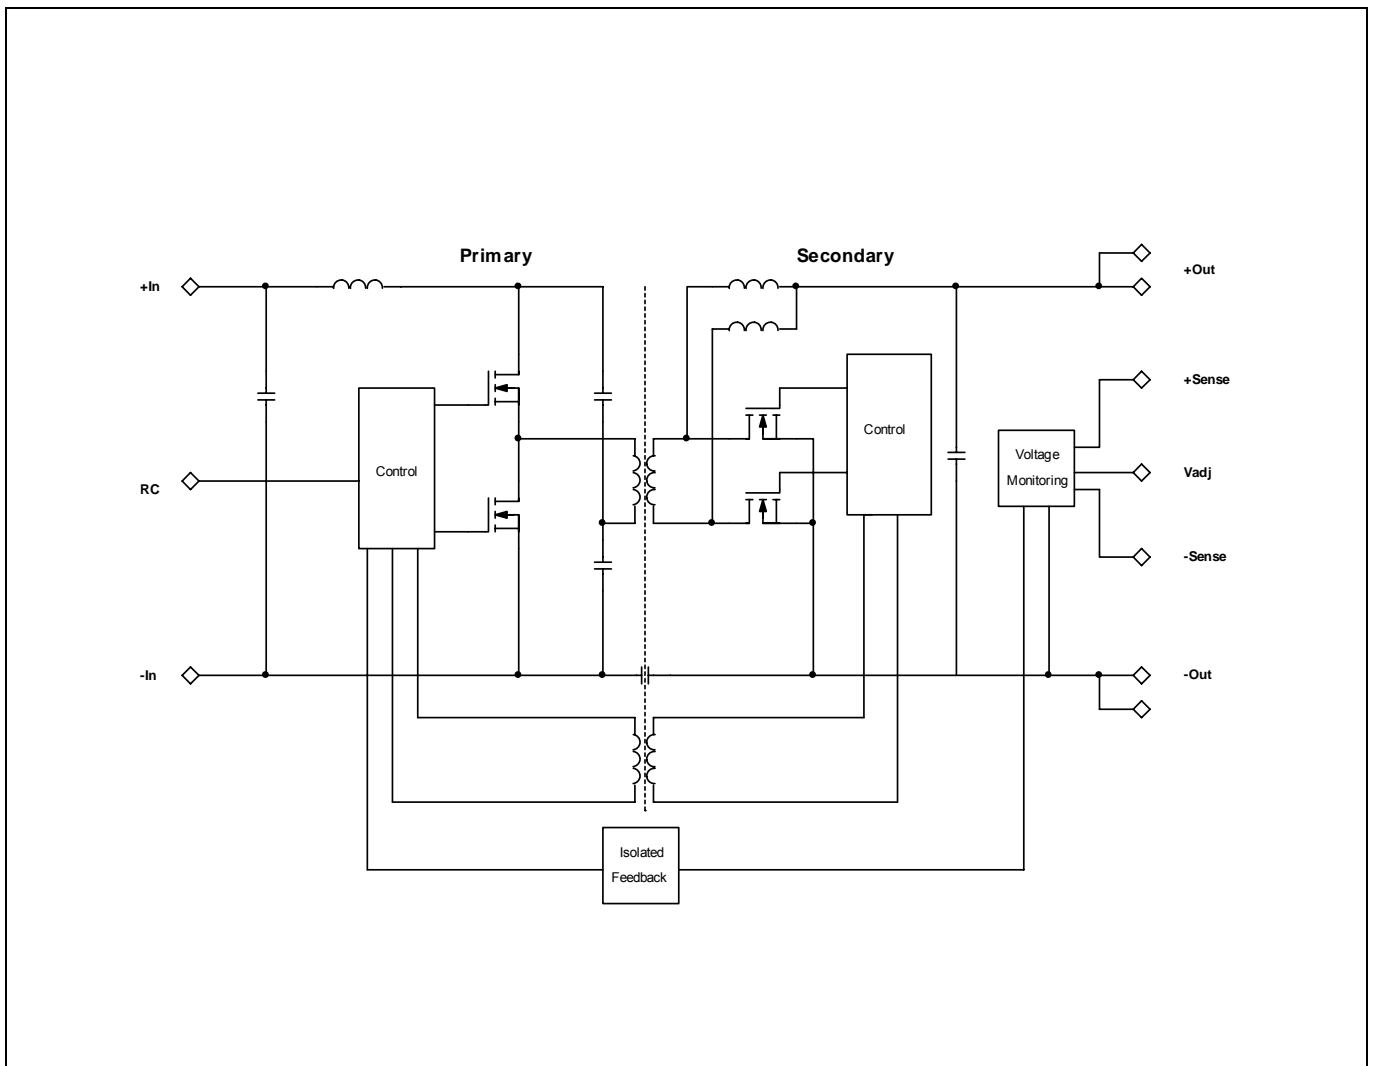 Primary
Secondary
+In
+Out
+Sense
Control
Control
Voltage
Monitoring
Vadj
RC
-Sense
-In
-Out
Isolated
Feedback